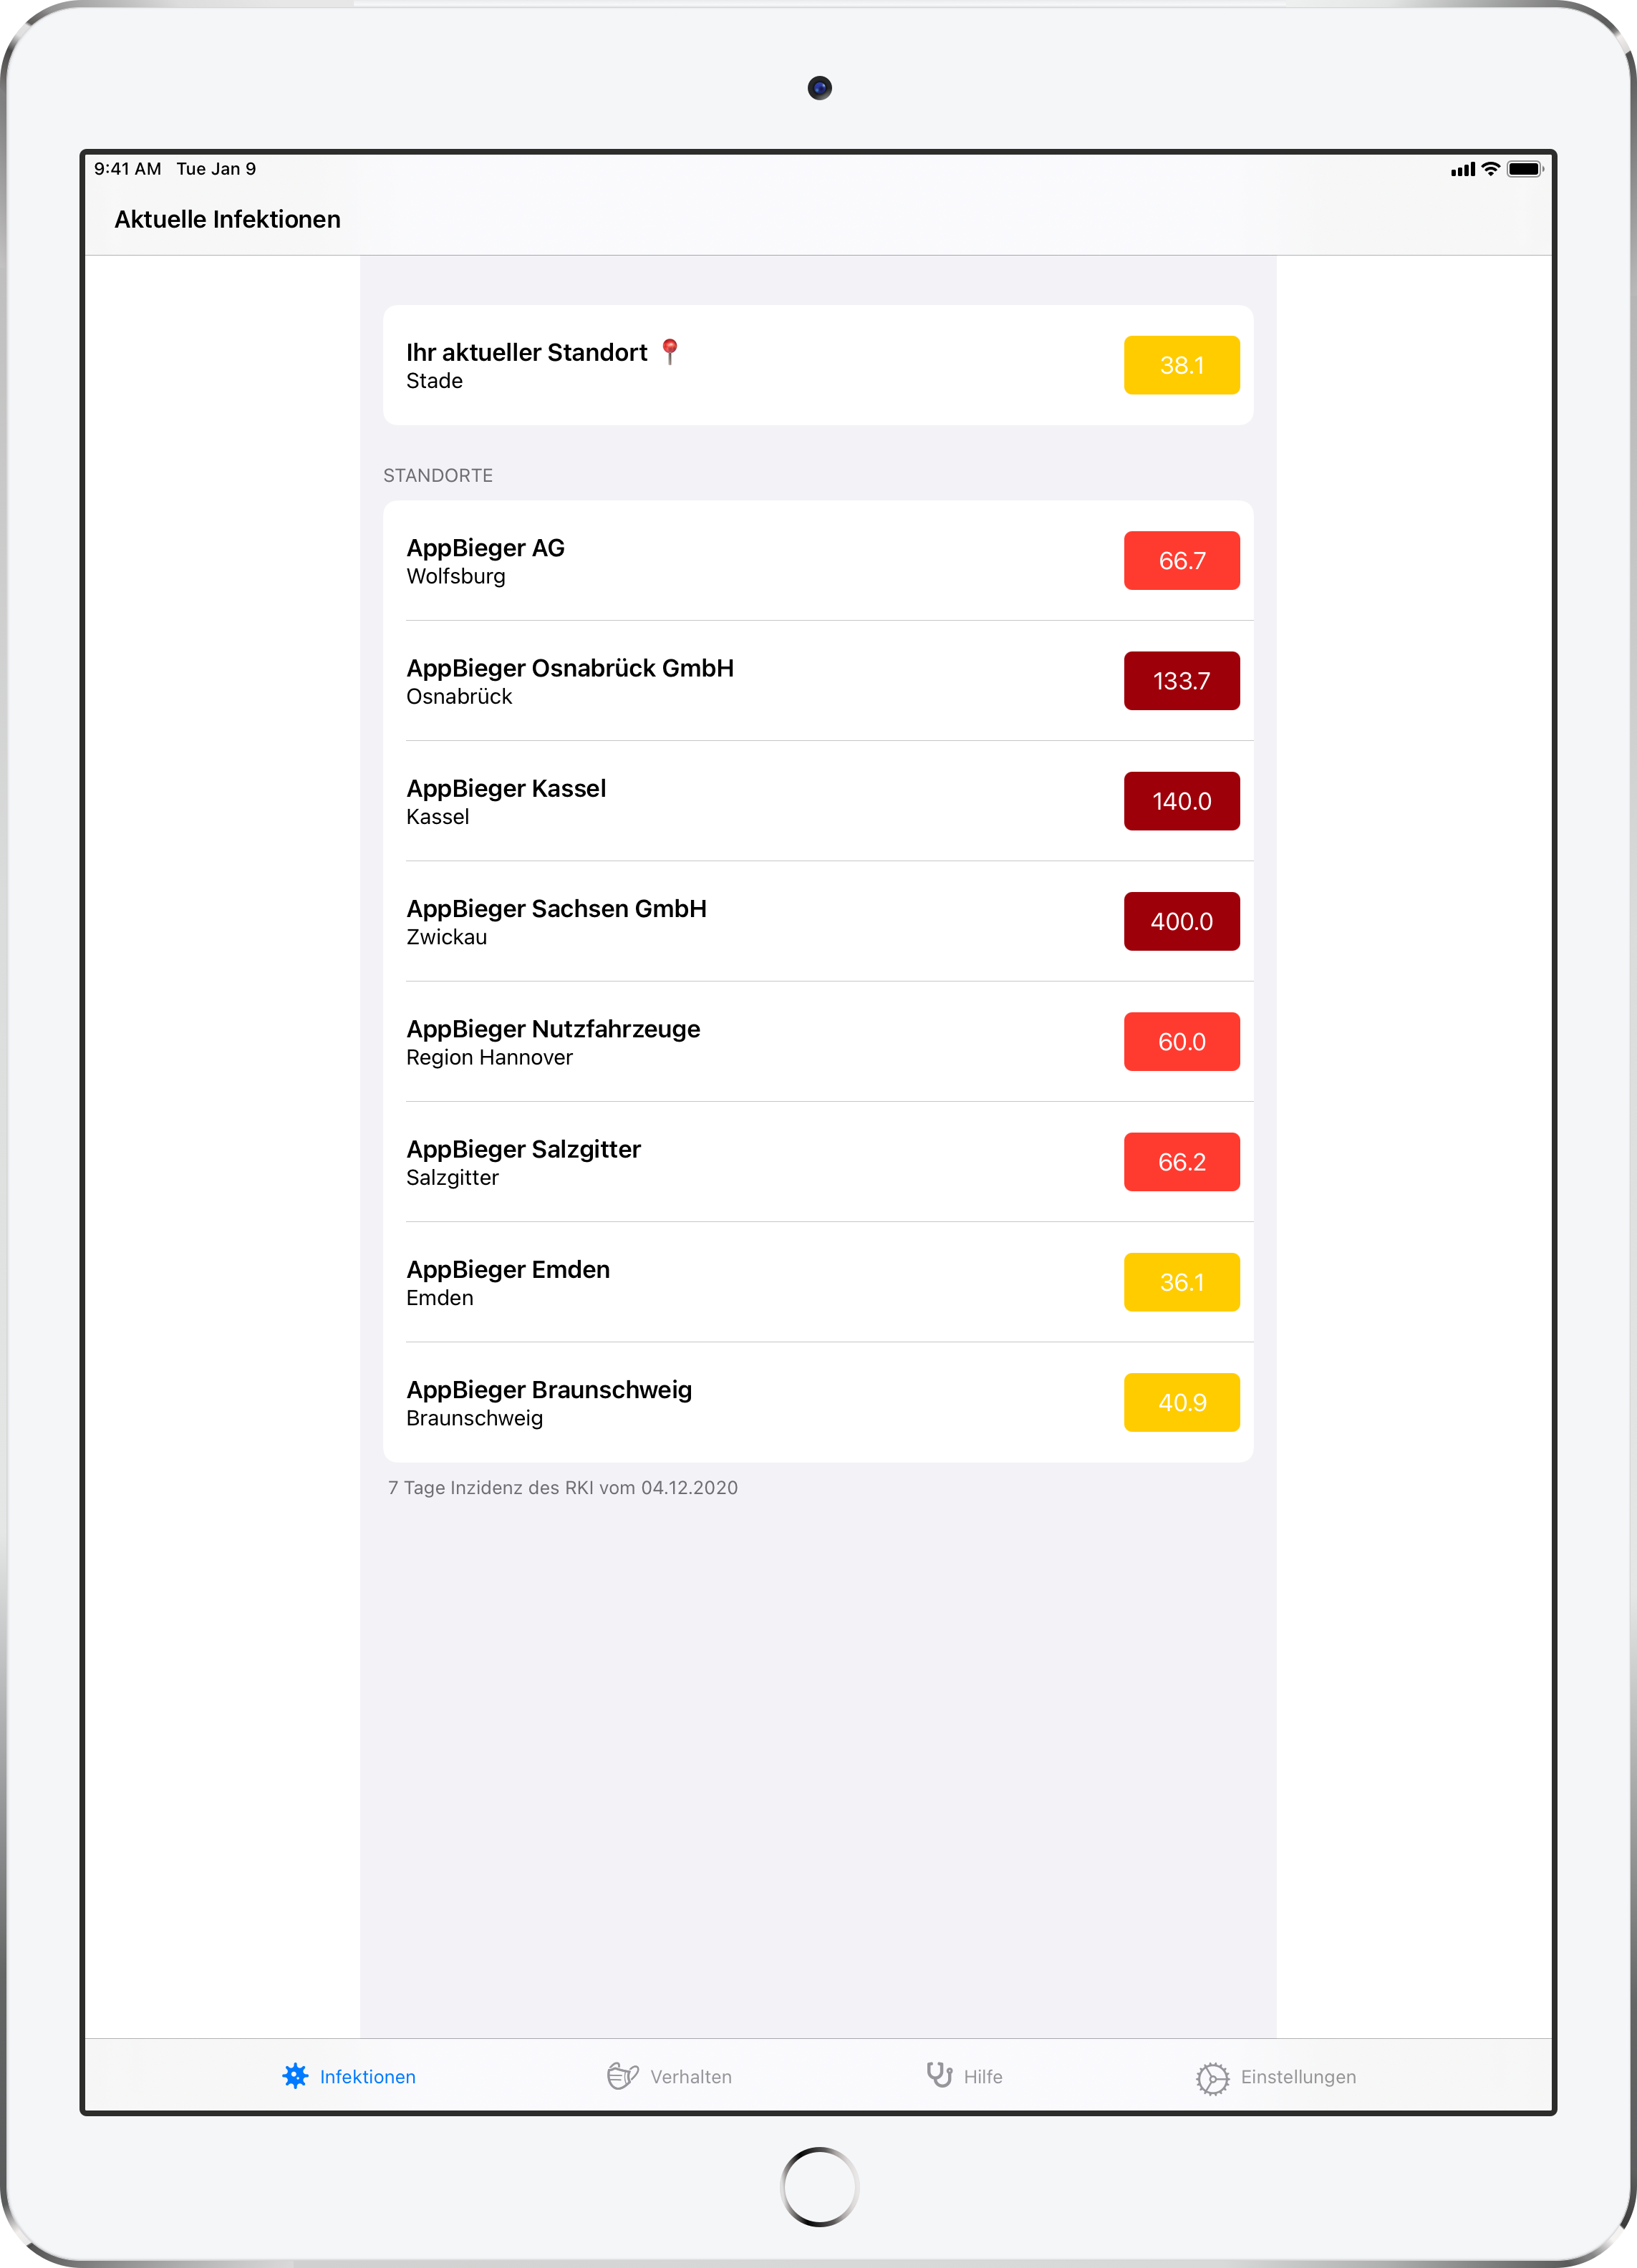 9:41 AM Tue Jan 9
Aktuelle Infektionen
Ihr aktueller Standort
Stade
38.1
STANDORTE
AppBieger AG
Wolfsburg
66.7
AppBieger Osnabrück GmbH
Osnabrück
133.7
AppBieger Kassel
Kassel
140.0
AppBieger Sachsen GmbH
Zwickau
400.0
AppBieger Nutzfahrzeuge
Region Hannover
60.0
AppBieger Salzgitter
Salzgitter
66.2
AppBieger Emden
Emden
36.1
AppBieger Braunschweig
Braunschweig
40.9
7 Tage Inzidenz des RKI vom 04.12.2020
Infektionen
Verhalten
Hilfe
Einstellungen